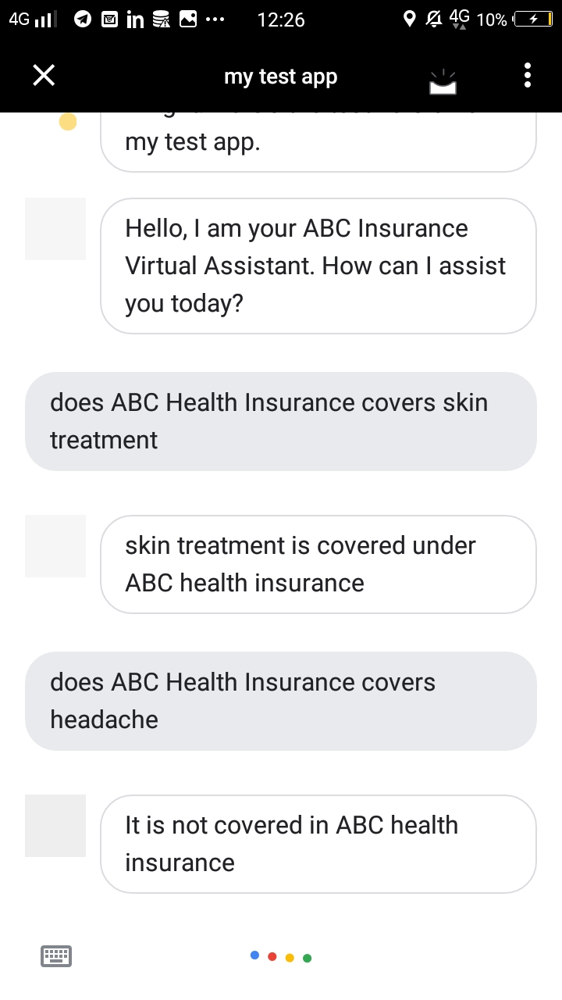 4G in 12:26 4G 10%
my test app
my test app.
Hello, I am your ABC Insurance
Virtual Assistant. How can I assist
you today?
does ABC Health Insurance covers skin
treatment
skin treatment is covered under
ABC health insurance
does ABC Health Insurance covers
headache
It is not covered in ABC health
insurance